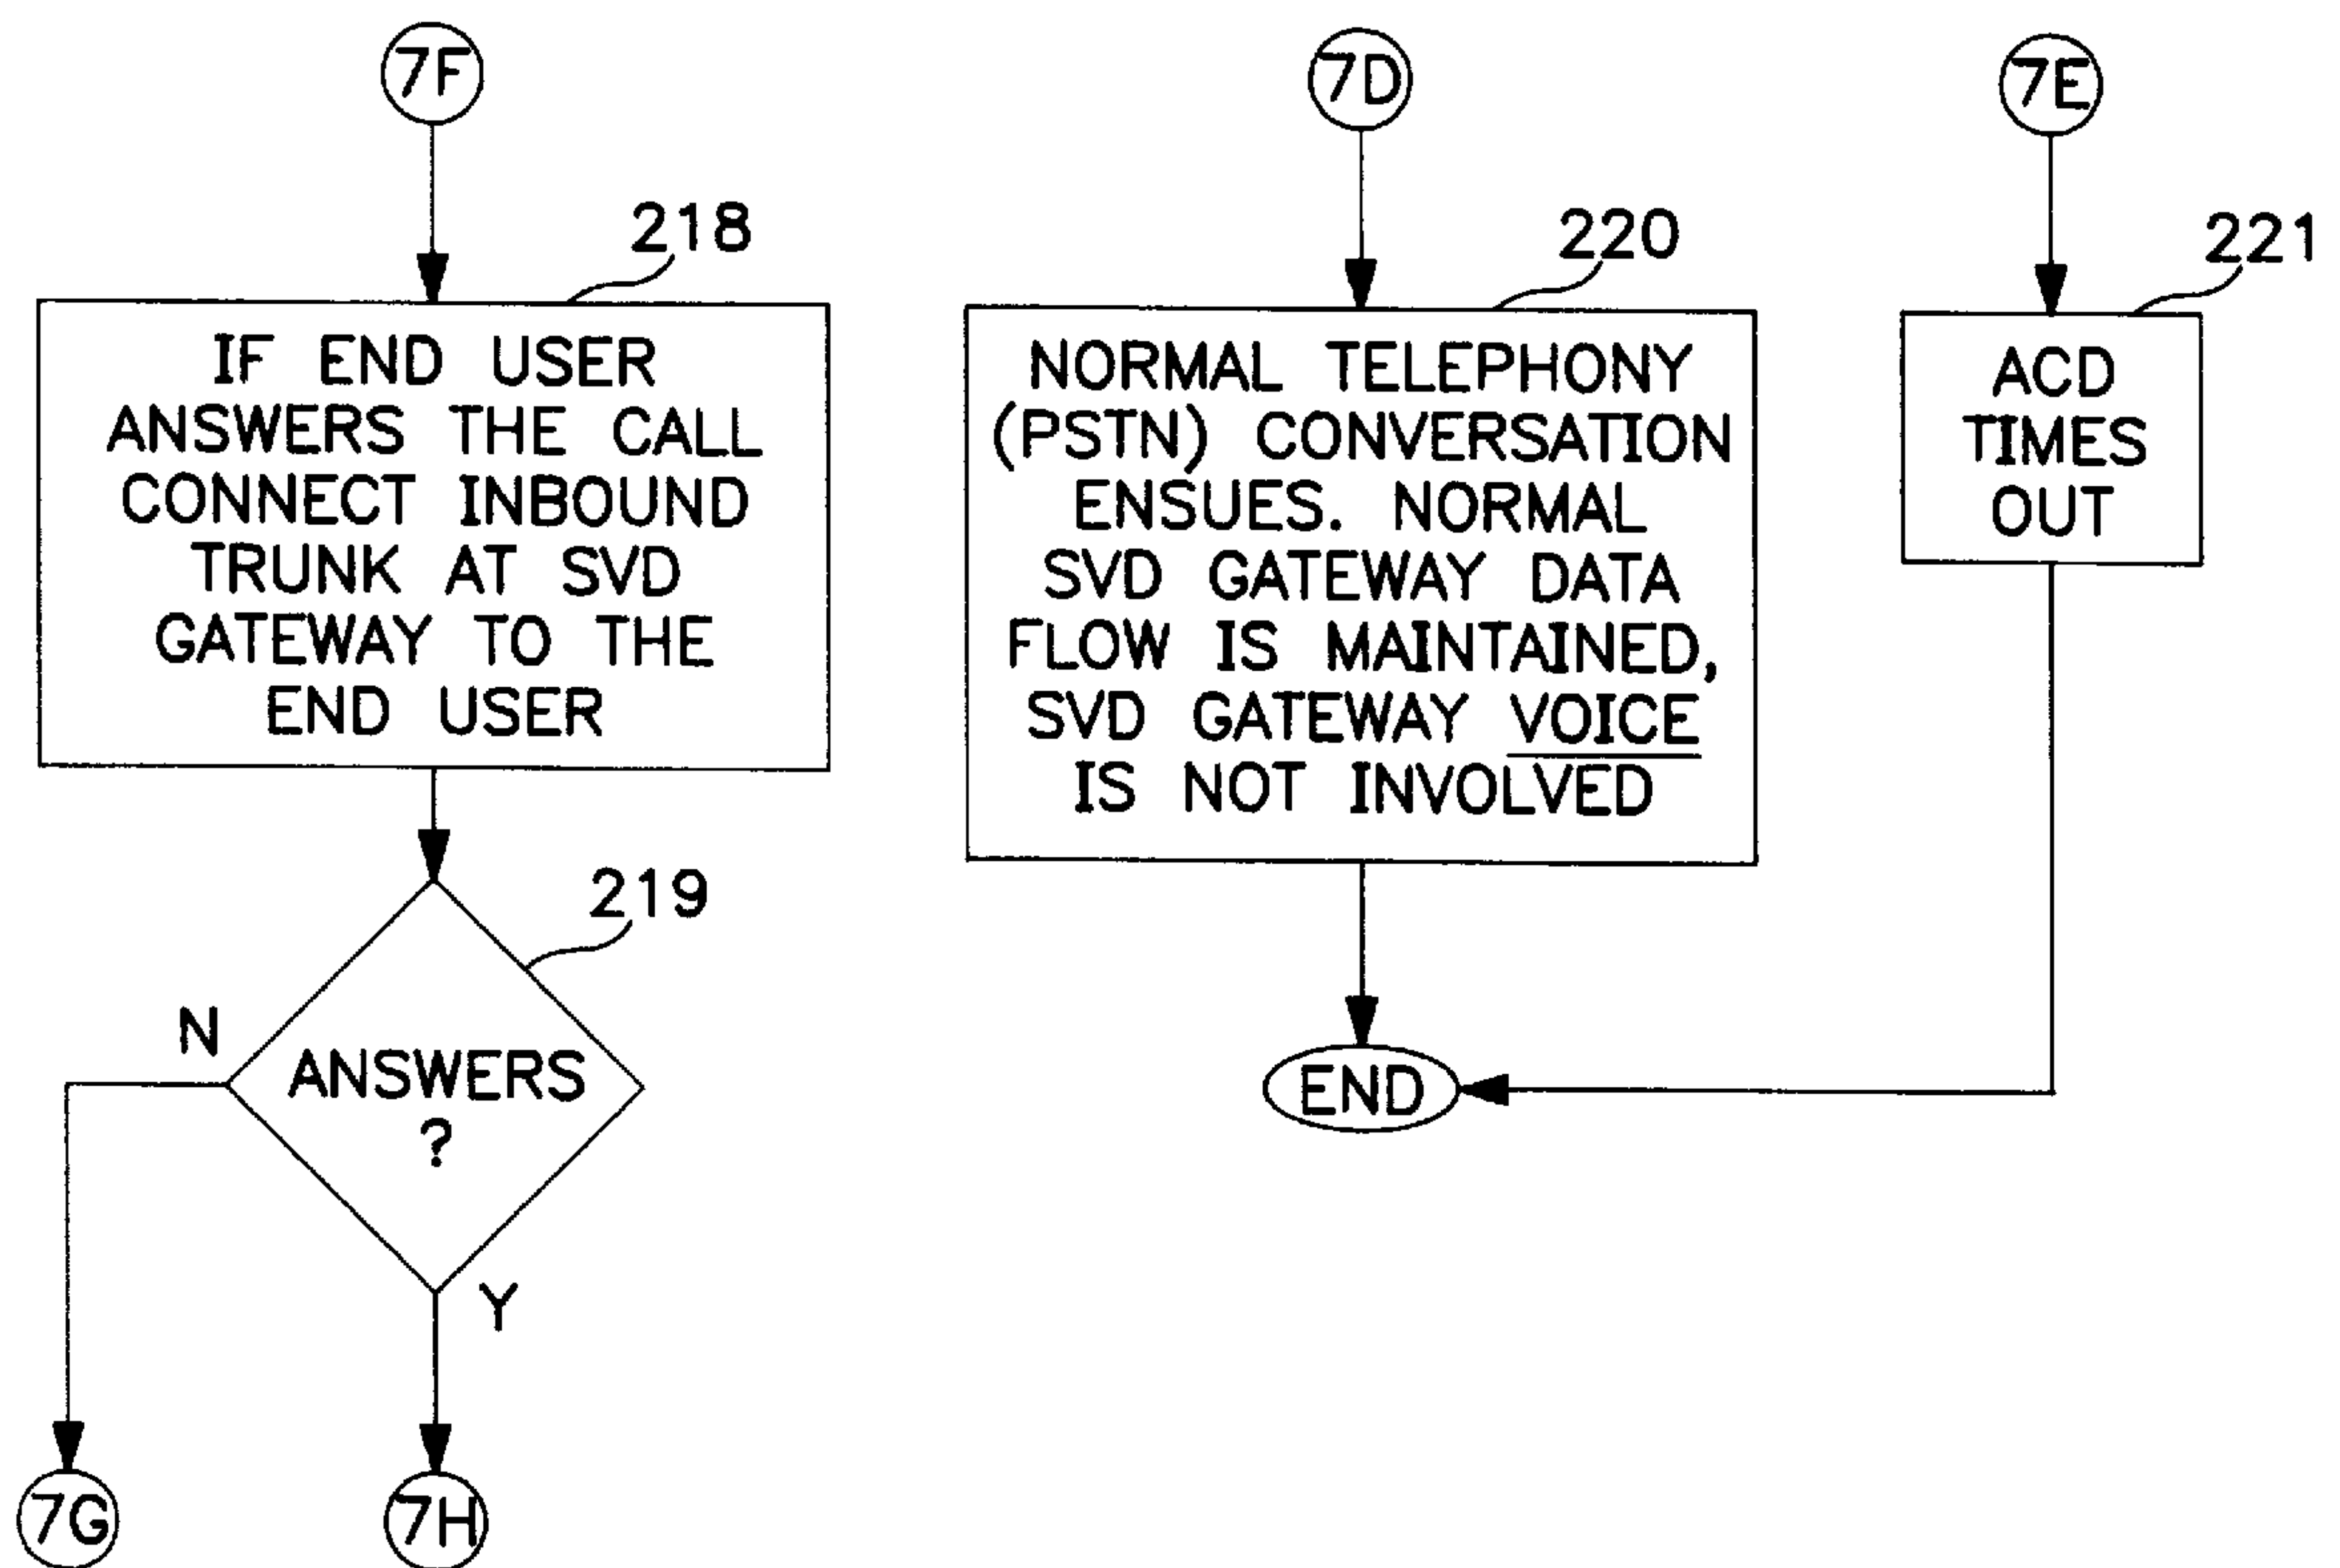 7F
218
IF END USER
ANSWERS THE CALL
CONNECT INBOUND
TRUNK AT SVD
GATEWAY TO THE
END USER
219
ANSWERS
?
N
Y
7G
7H
7D
220
NORMAL TELEPHONY
(PSTN) CONVERSATION
ENSUES. NORMAL
SVD GATEWAY DATA
FLOW IS MAINTAINED,
SVD GATEWAY VOICE
IS NOT INVOLVED
END
7E
221
ACD
TIMES
OUT